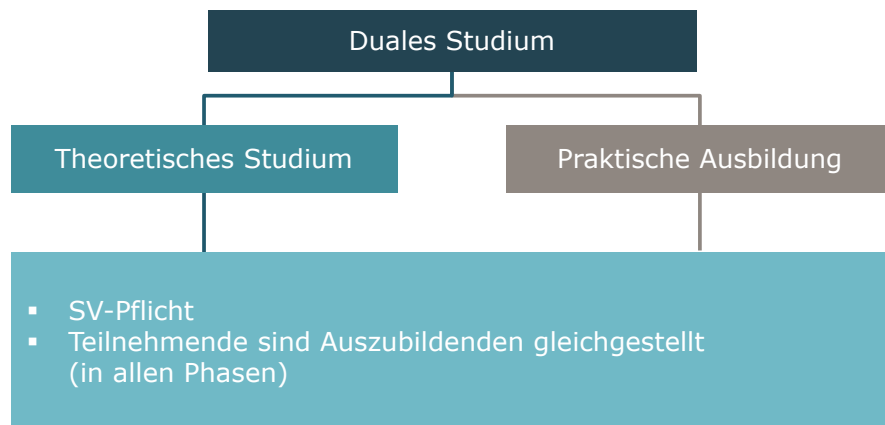 Duales Studium
Theoretisches Studium
Praktische Ausbildung
▪ SV-Pflicht
▪ Teilnehmende sind Auszubildenden gleichgestellt
(in allen Phasen)